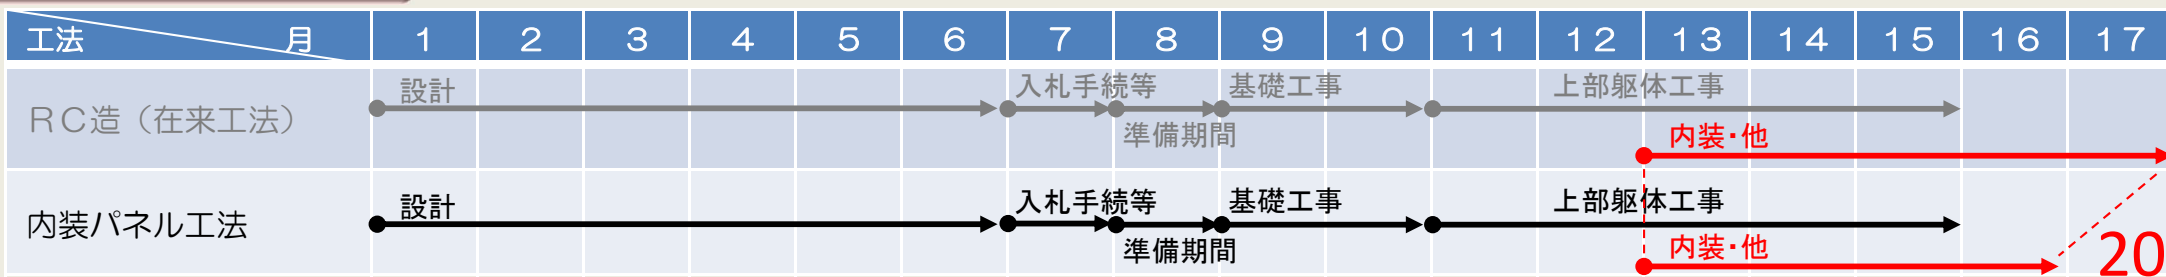 工法 月 1 2 3 4 5 6 7 8 9 10 11 12 13 14 15 16 17
RC造（在来工法）
設計 入札手続等 基礎工事 上部躯体工事
準備期間 内装・他
内装パネル工法
設計 入札手続等 基礎工事 上部躯体工事
準備期間 内装・他 20